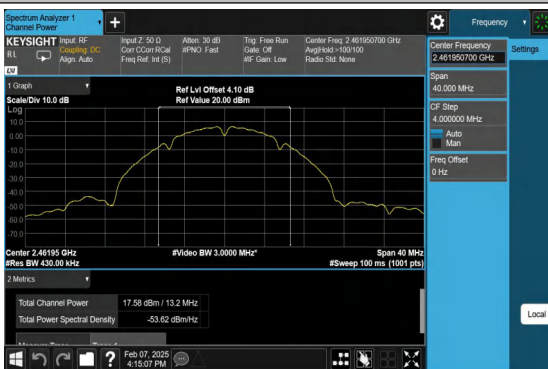 Spectrum Analyzer 1
Channel Power
+
Frequency
KEYSIGHT
RL
Input: RF
Coupling: DC
Align: Auto
Input Z: 50 Ω
Corr CCorr RCal
Freq Ref: Int (S)
Atten: 30 dB
#PNO: Fast
Trig: Free Run
Gate: Off
#IF Gain: Low
Center Freq: 2.461950700 GHz
Avg|Hold:>100/100
Radio Std: None
Center Frequency
2.461950700 GHz
Settings
Span
40.000 MHz
CF Step
4.000000 MHz
Auto
Man
Freq Offset
0 Hz
1 Graph
Scale/Div 10.0 dB
Ref Lvl Offset 4.10 dB
Ref Value 20.00 dBm
Log
10.0
0.00
-10.0
-20.0
-30.0
-40.0
-50.0
-60.0
-70.0
Center 2.46195 GHz
#Res BW 430.00 kHz
#Video BW 3.0000 MHz*
Span 40 MHz
#Sweep 100 ms (1001 pts)
2 Metrics
Total Channel Power 17.58 dBm / 13.2 MHz
Total Power Spectral Density -53.62 dBm/Hz
Local
?
Feb 07, 2025
4:15:07 PM